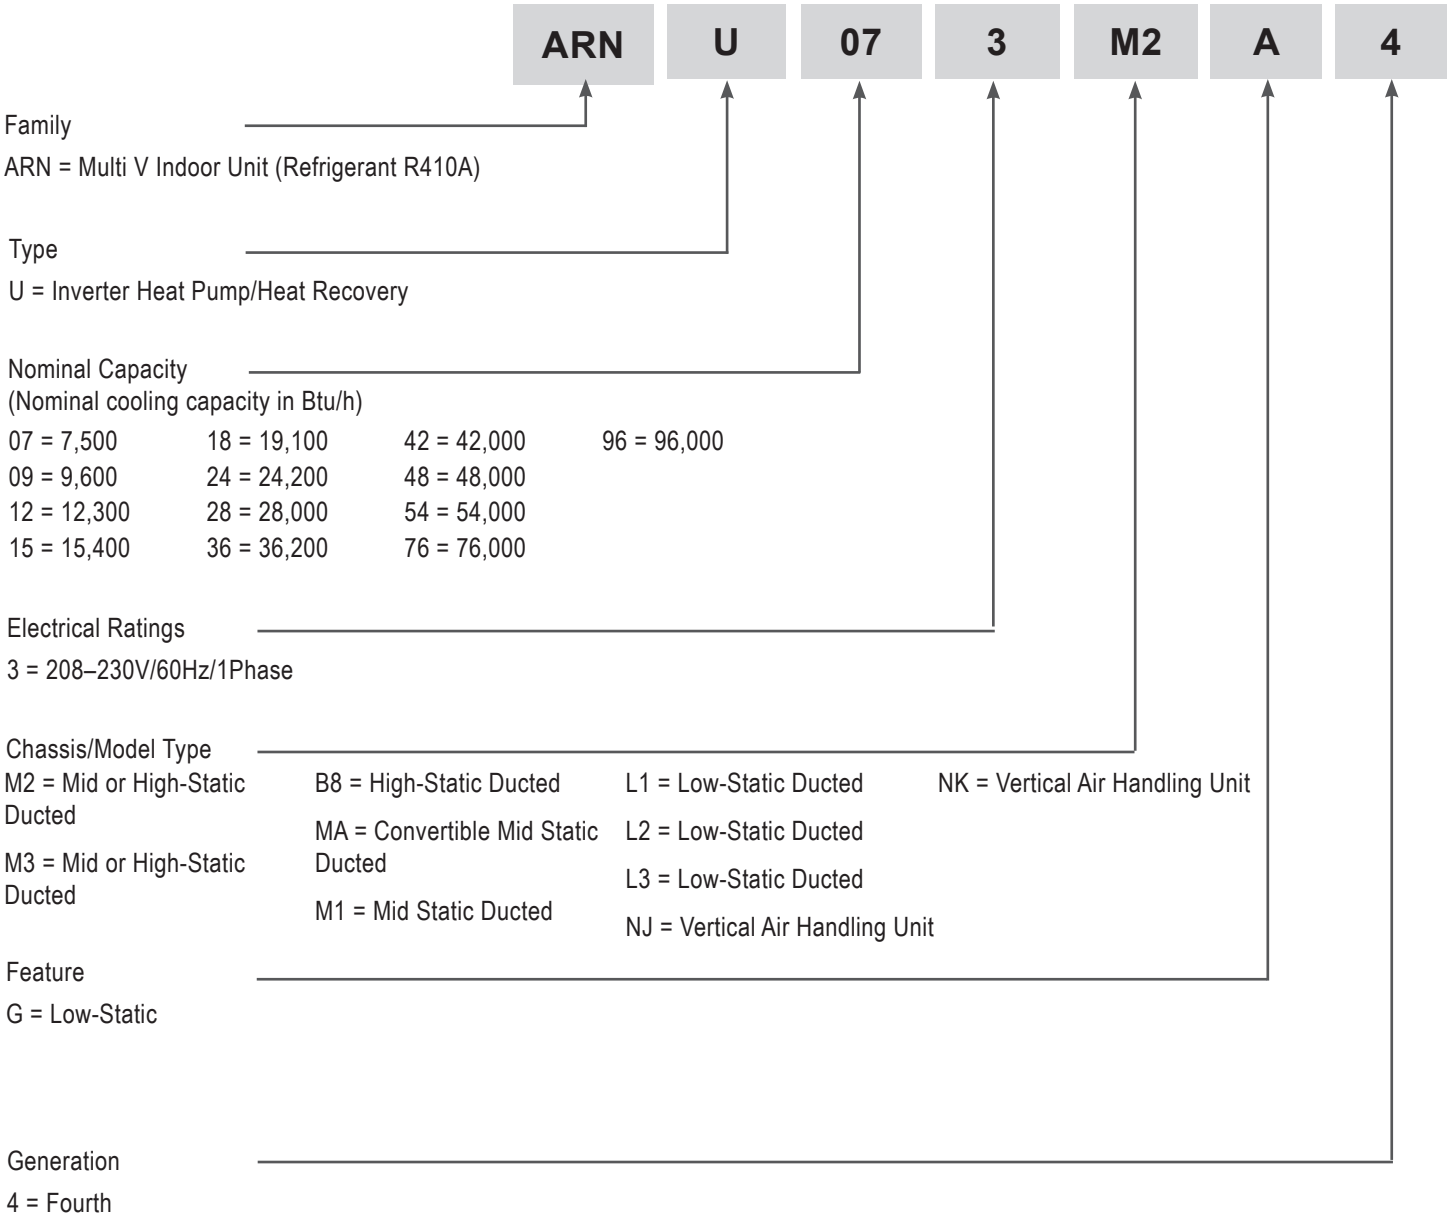 ARN U 07 3 M2 A 4
Family
ARN = Multi V Indoor Unit (Refrigerant R410A)
Type
U = Inverter Heat Pump/Heat Recovery
Nominal Capacity
(Nominal cooling capacity in Btu/h)
07 = 7,500 18 = 19,100 42 = 42,000 96 = 96,000
09 = 9,600 24 = 24,200 48 = 48,000
12 = 12,300 28 = 28,000 54 = 54,000
15 = 15,400 36 = 36,200 76 = 76,000
Electrical Ratings
3 = 208–230V/60Hz/1Phase
Chassis/Model Type
M2 = Mid or High-Static
Ducted
M3 = Mid or High-Static
Ducted
B8 = High-Static Ducted
MA = Convertible Mid Static
Ducted
M1 = Mid Static Ducted
L1 = Low-Static Ducted
L2 = Low-Static Ducted
L3 = Low-Static Ducted
NJ = Vertical Air Handling Unit
NK = Vertical Air Handling Unit
Feature
G = Low-Static
Generation
4 = Fourth